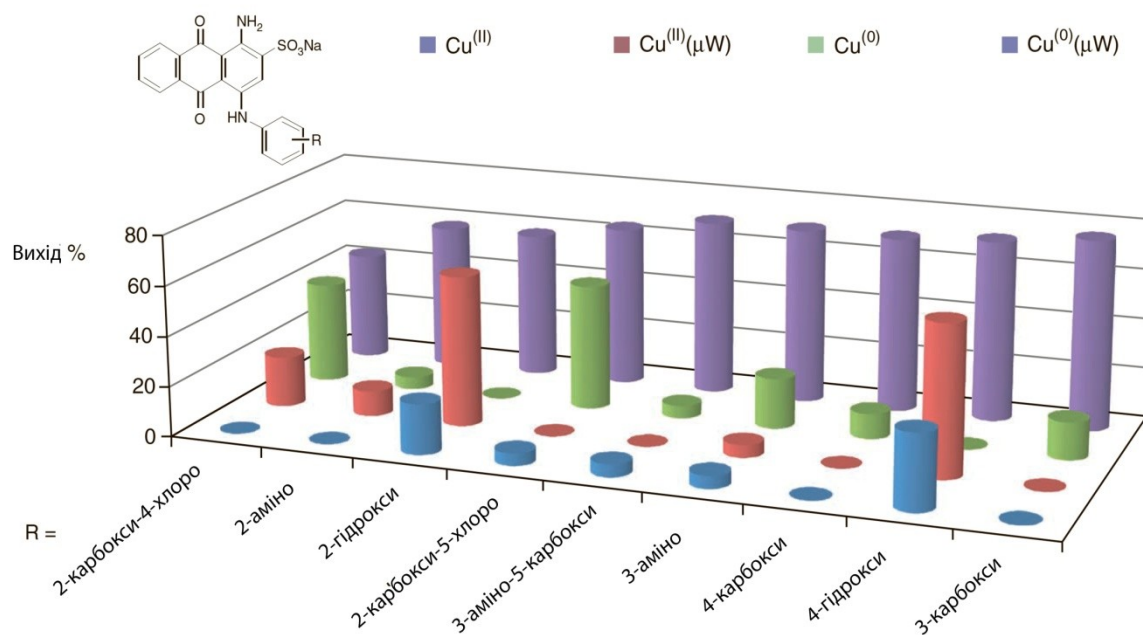 O
NH₂
SO₃Na
O
HN
R
Cu⁽ᴵᴵ⁾
Cu⁽ᴵᴵ⁾(μW)
Cu⁽⁰⁾
Cu⁽⁰⁾(μW)
Вихід %
80
60
40
20
0
R =
2-карбокси-4-хлоро
2-аміно
2-гідрокси
2-карбокси-5-хлоро
3-аміно-5-карбокси
3-аміно
4-карбокси
4-гідрокси
3-карбокси